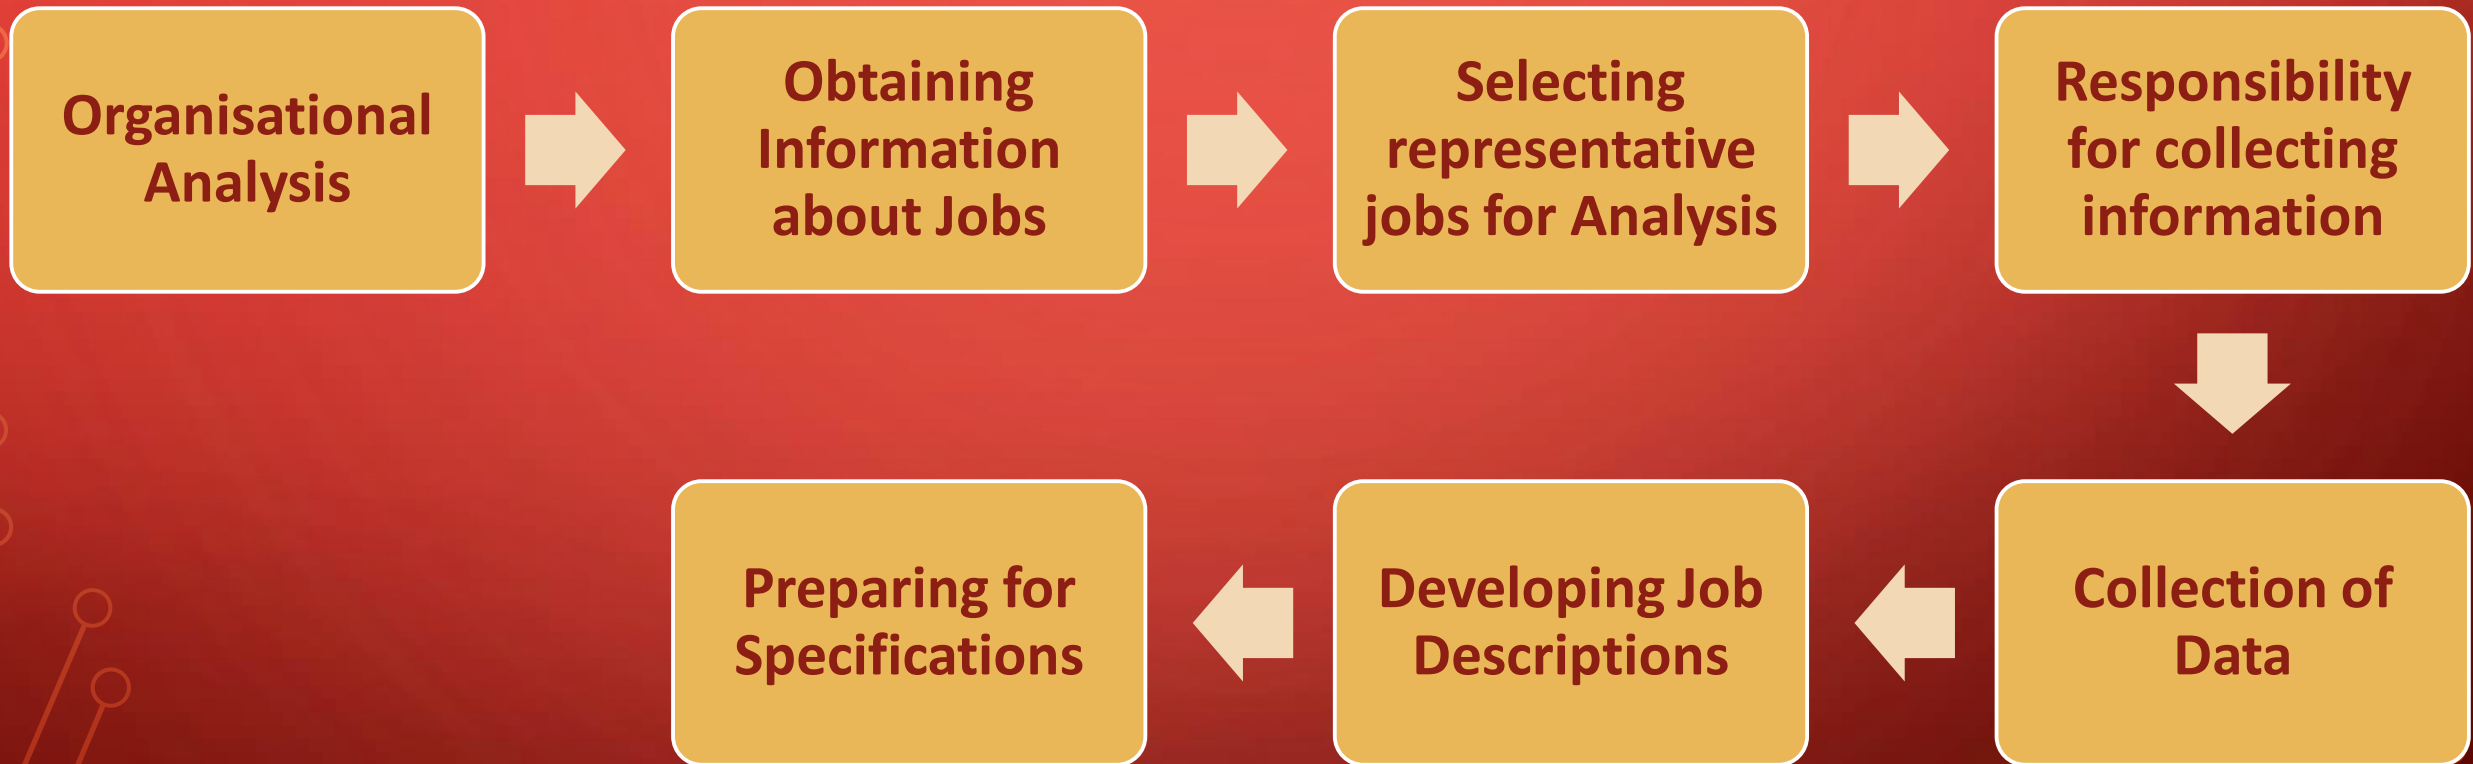 Organisational
Analysis
Obtaining
Information
about Jobs
Selecting
representative
jobs for Analysis
Responsibility
for collecting
information
Collection of
Data
Developing Job
Descriptions
Preparing for
Specifications